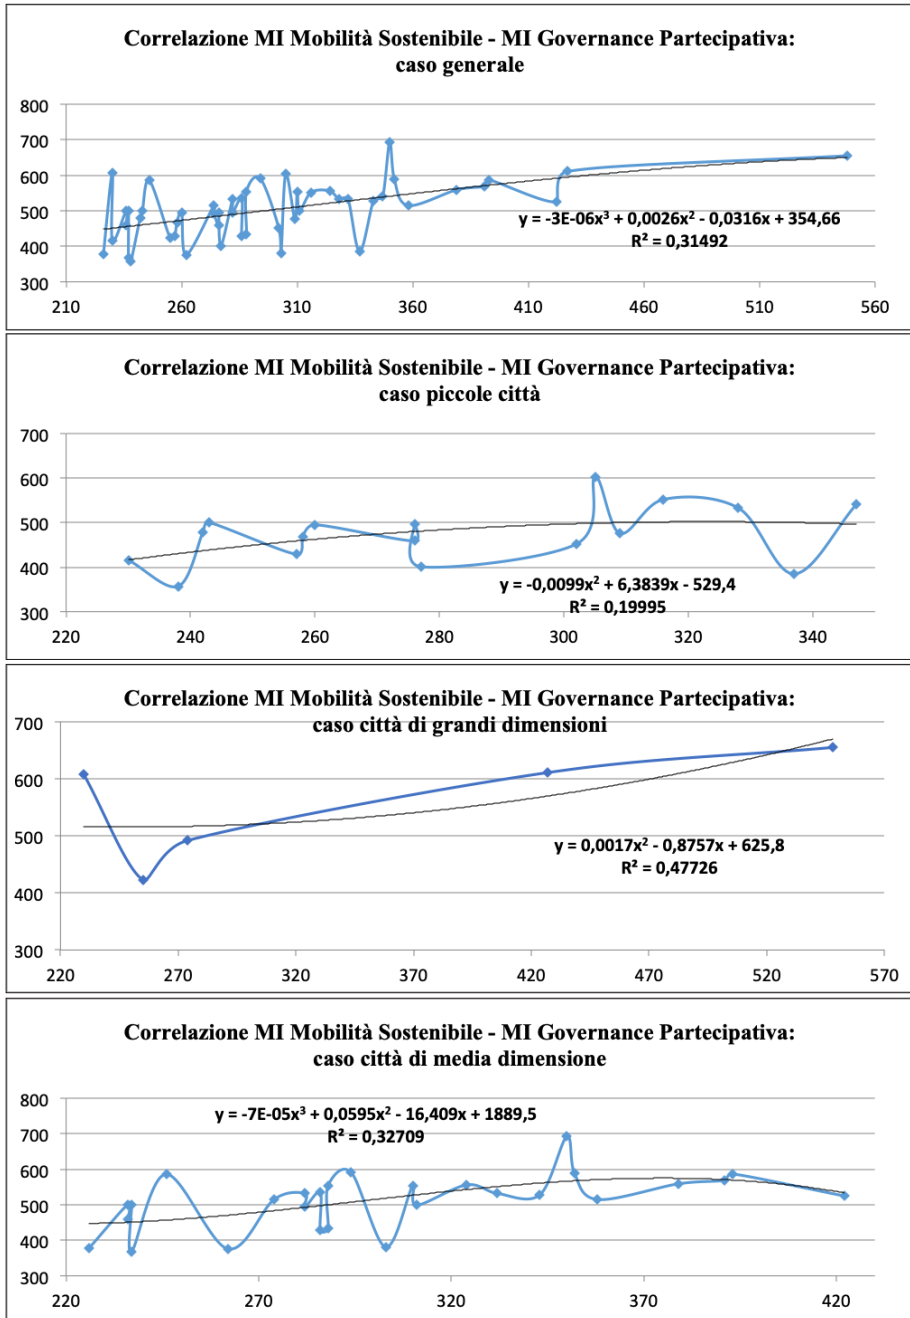 Correlazione MI Mobilità Sostenibile - MI Governance Partecipativa:
caso generale
800
700
600
500
400
300
y = -3E-06x³ + 0,0026x² - 0,0316x + 354,66
R² = 0,31492
210 260 310 360 410 460 510 560
Correlazione MI Mobilità Sostenibile - MI Governance Partecipativa:
caso piccole città
700
600
500
400
300
y = -0,0099x² + 6,3839x - 529,4
R² = 0,19995
220 240 260 280 300 320 340
Correlazione MI Mobilità Sostenibile - MI Governance Partecipativa:
caso città di grandi dimensioni
700
600
500
400
300
y = 0,0017x² - 0,8757x + 625,8
R² = 0,47726
220 270 320 370 420 470 520 570
Correlazione MI Mobilità Sostenibile - MI Governance Partecipativa:
caso città di media dimensione
800
700
600
500
400
300
y = -7E-05x³ + 0,0595x² - 16,409x + 1889,5
R² = 0,32709
220 270 320 370 420